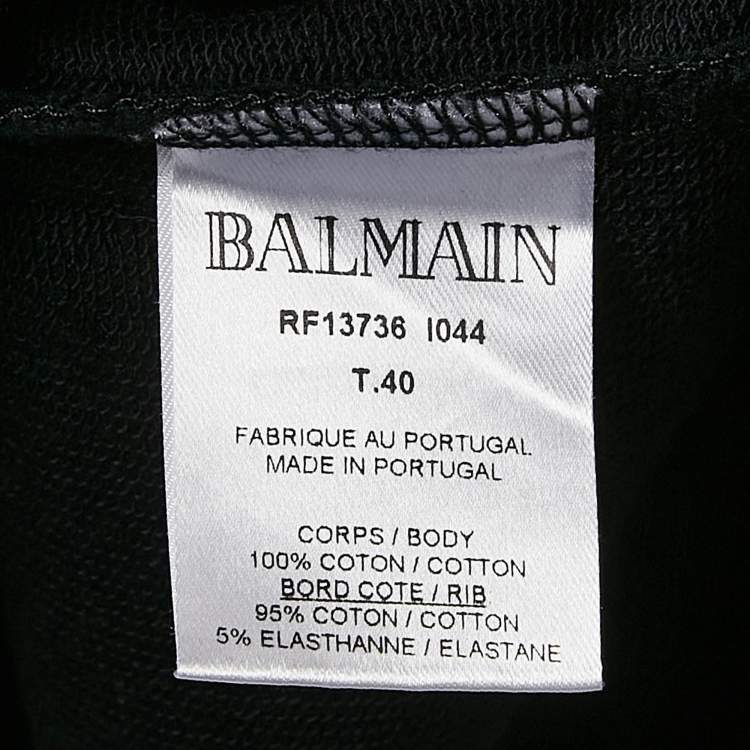 BALMAIN
RF13736 I044
T.40
FABRIQUE AU PORTUGAL
MADE IN PORTUGAL
CORPS / BODY
100% COTON / COTTON
BORD COTE / RIB
95% COTON / COTTON
5% ELASTHANNE / ELASTANE